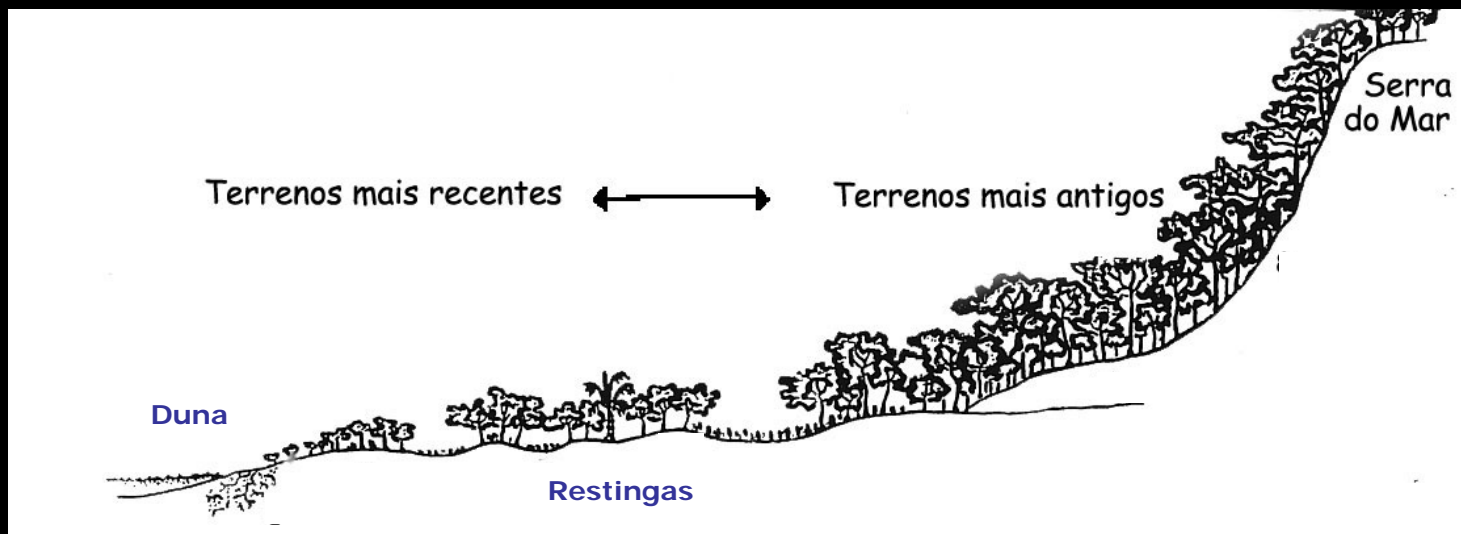 Serra
do Mar
Terrenos mais recentes
Terrenos mais antigos
Duna
Restingas